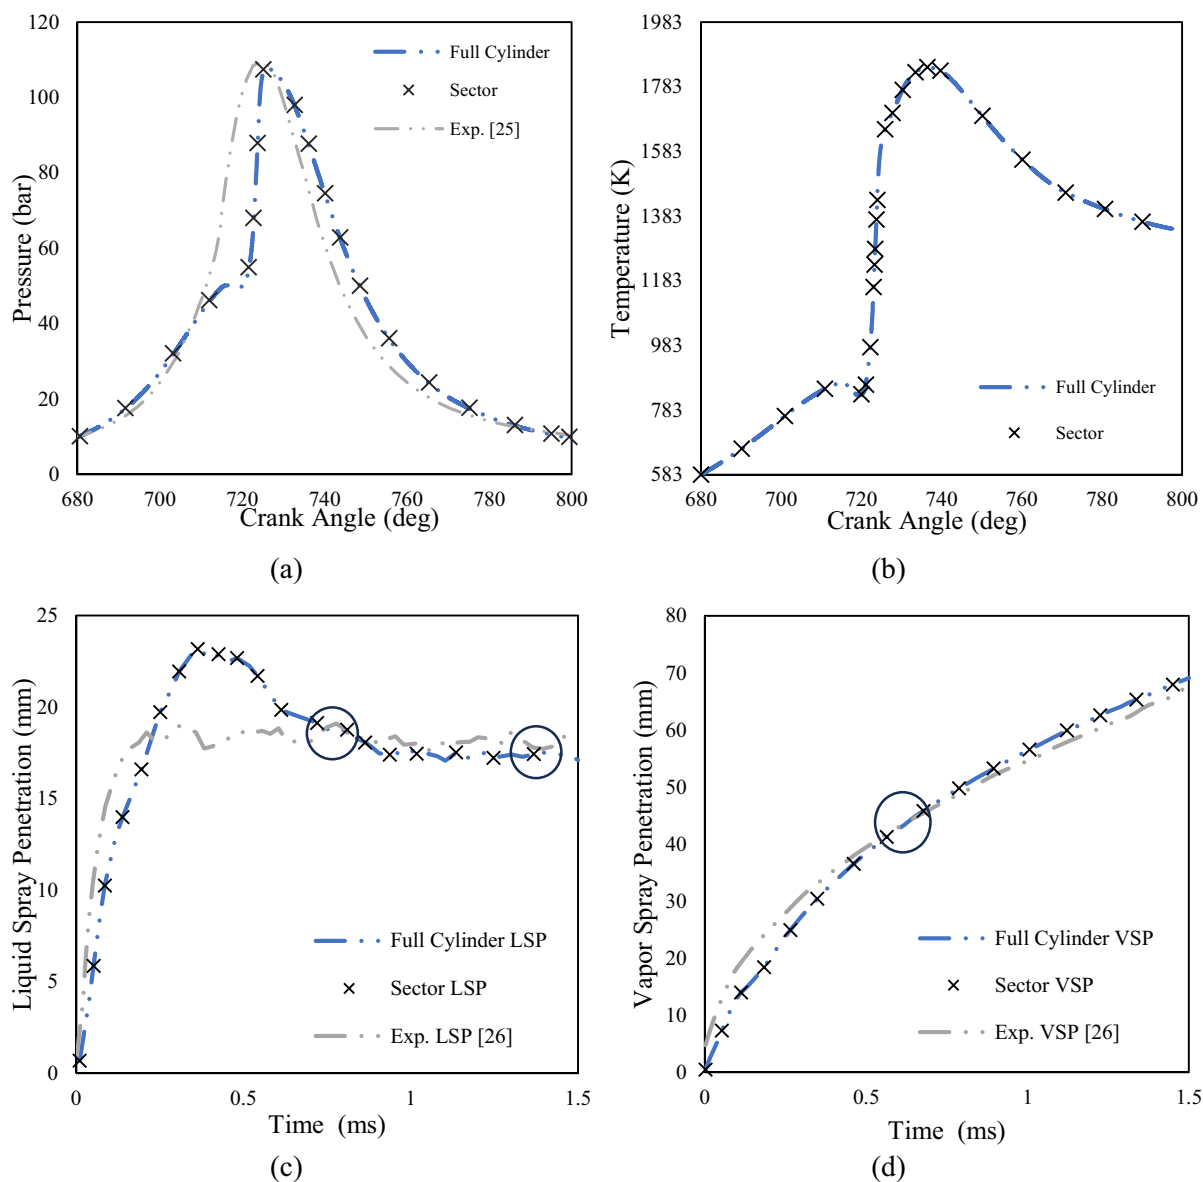 120
100
80
60
40
20
0
Pressure (bar)
Full Cylinder
Sector
Exp. [25]
680
700
720
740
760
780
800
Crank Angle (deg)
(a)
1983
1783
1583
1383
1183
983
783
583
Temperature (K)
Full Cylinder
Sector
680
700
720
740
760
780
800
Crank Angle (deg)
(b)
25
20
15
10
5
0
Liquid Spray Penetration (mm)
Full Cylinder LSP
Sector LSP
Exp. LSP [26]
0
0.5
1
1.5
Time (ms)
(c)
80
70
60
50
40
30
20
10
0
Vapor Spray Penetration (mm)
Full Cylinder VSP
Sector VSP
Exp. VSP [26]
0
0.5
1
1.5
Time (ms)
(d)